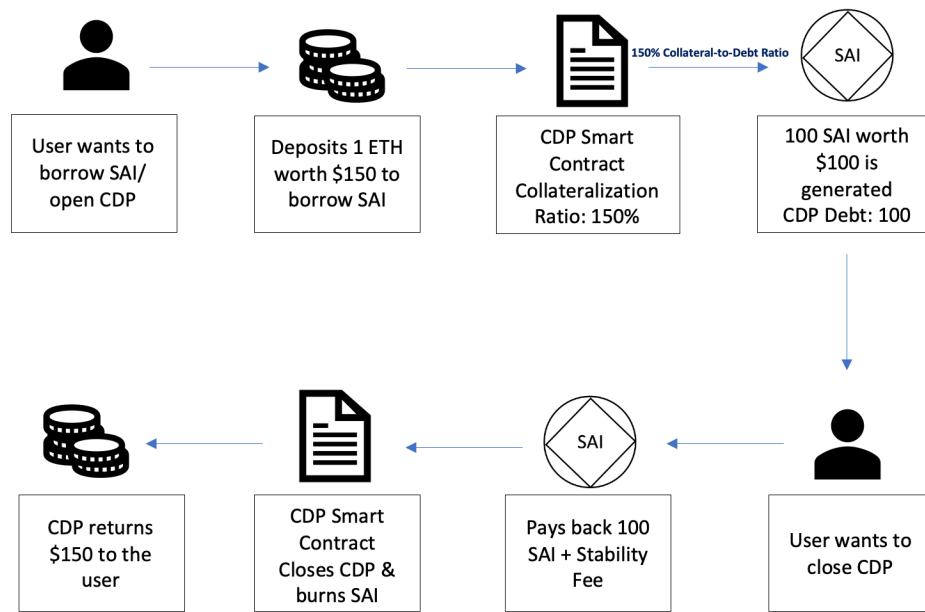 150% Collateral-to-Debt Ratio
SAI
User wants to
borrow SAI/
open CDP
Deposits 1 ETH
worth $150 to
borrow SAI
CDP Smart
Contract
Collateralization
Ratio: 150%
100 SAI worth
$100 is
generated
CDP Debt: 100
SAI
CDP returns
$150 to the
user
CDP Smart
Contract
Closes CDP &
burns SAI
Pays back 100
SAI + Stability
Fee
User wants to
close CDP